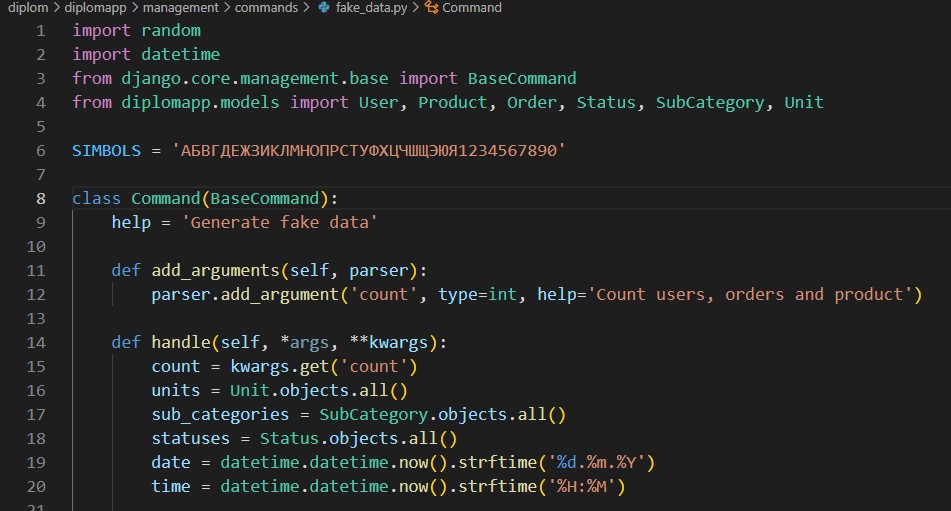 diplom > diplomapp > management > commands > fake_data.py > Command
1 import random
2 import datetime
3 from django.core.management.base import BaseCommand
4 from diplomapp.models import User, Product, Order, Status, SubCategory, Unit
5
6 SIMBOLS = 'АБВГДЕЖЗИКЛМНОПРСТУФХЦЧШЩЭЮЯ1234567890'
7
8 class Command(BaseCommand):
9     help = 'Generate fake data'
10
11     def add_arguments(self, parser):
12         parser.add_argument('count', type=int, help='Count users, orders and product')
13
14     def handle(self, *args, **kwargs):
15         count = kwargs.get('count')
16         units = Unit.objects.all()
17         sub_categories = SubCategory.objects.all()
18         statuses = Status.objects.all()
19         date = datetime.datetime.now().strftime('%d.%m.%Y')
20         time = datetime.datetime.now().strftime('%H:%M')
21